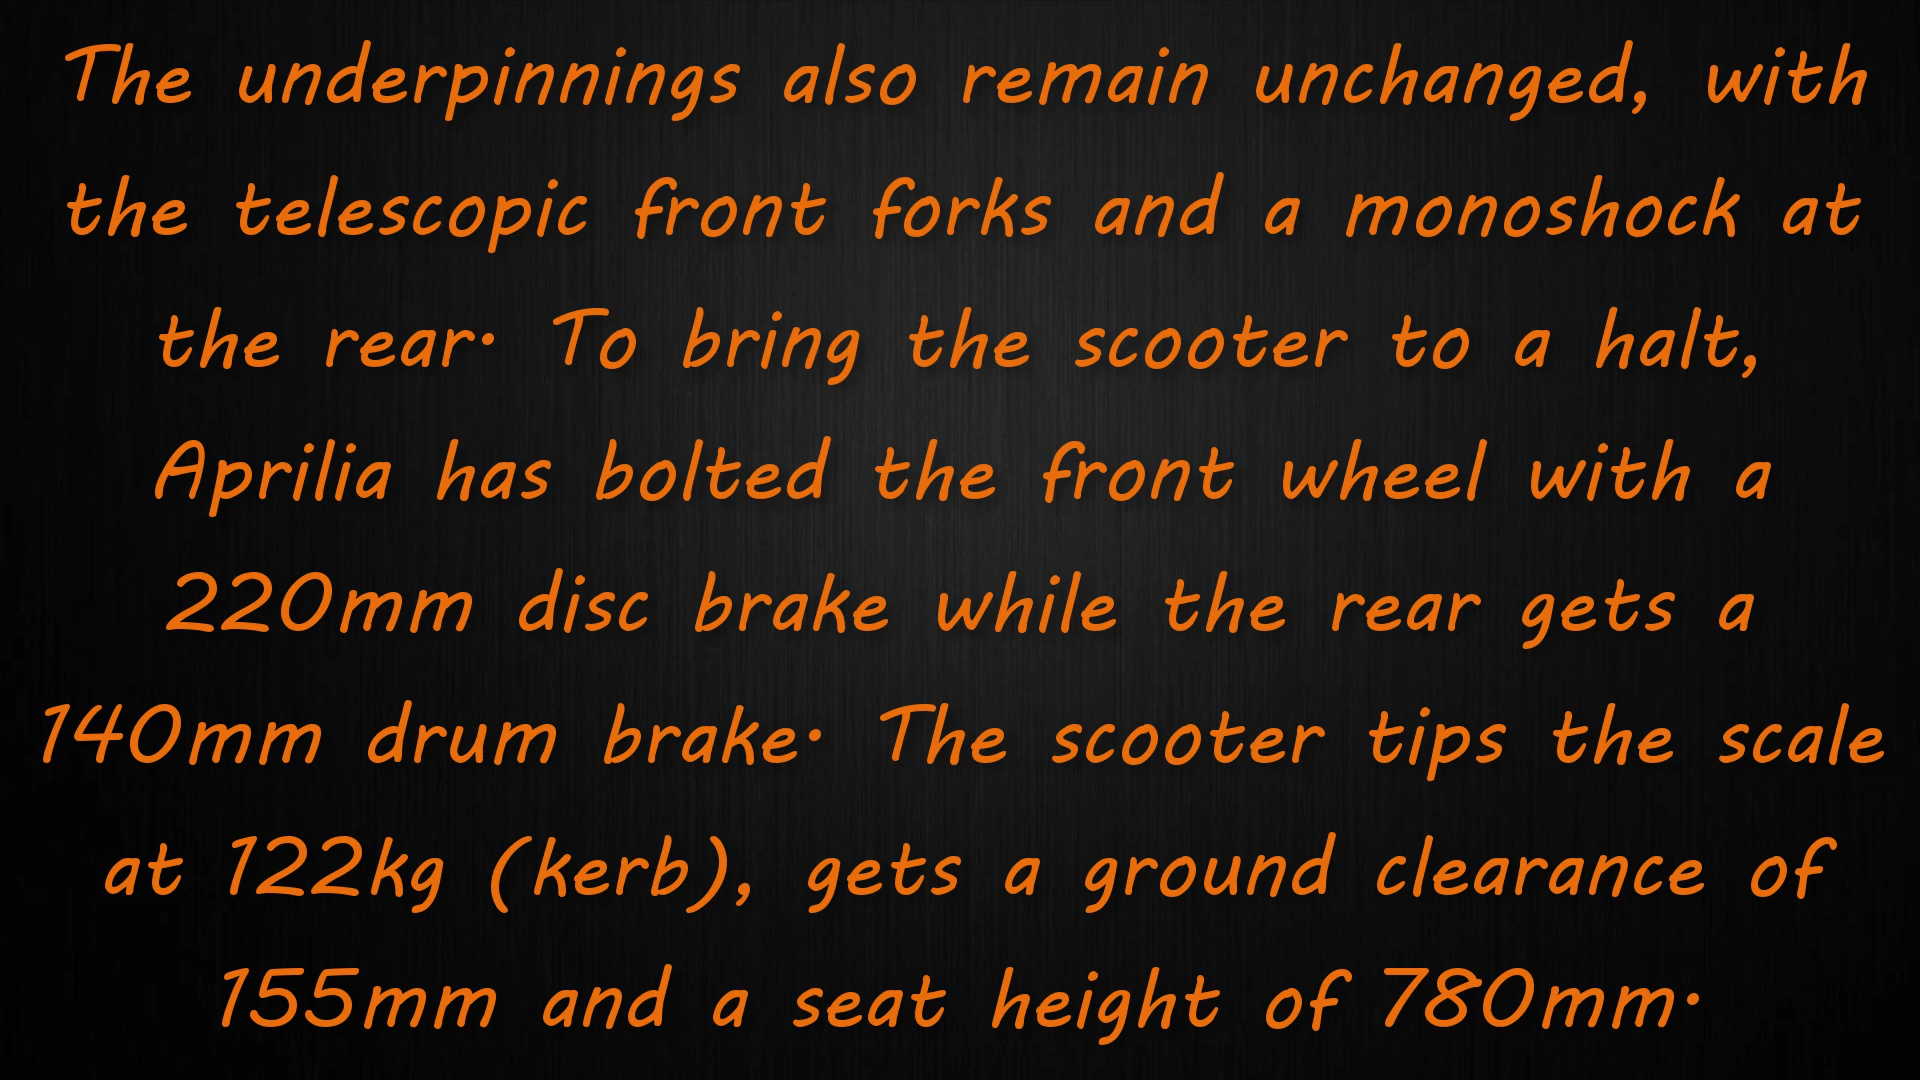 The underpinnings also remain unchanged, with
the telescopic front forks and a monoshock at
the rear. To bring the scooter to a halt,
Aprilia has bolted the front wheel with a
220mm disc brake while the rear gets a
140mm drum brake. The scooter tips the scale
at 122kg (kerb), gets a ground clearance of
155mm and a seat height of 780mm.